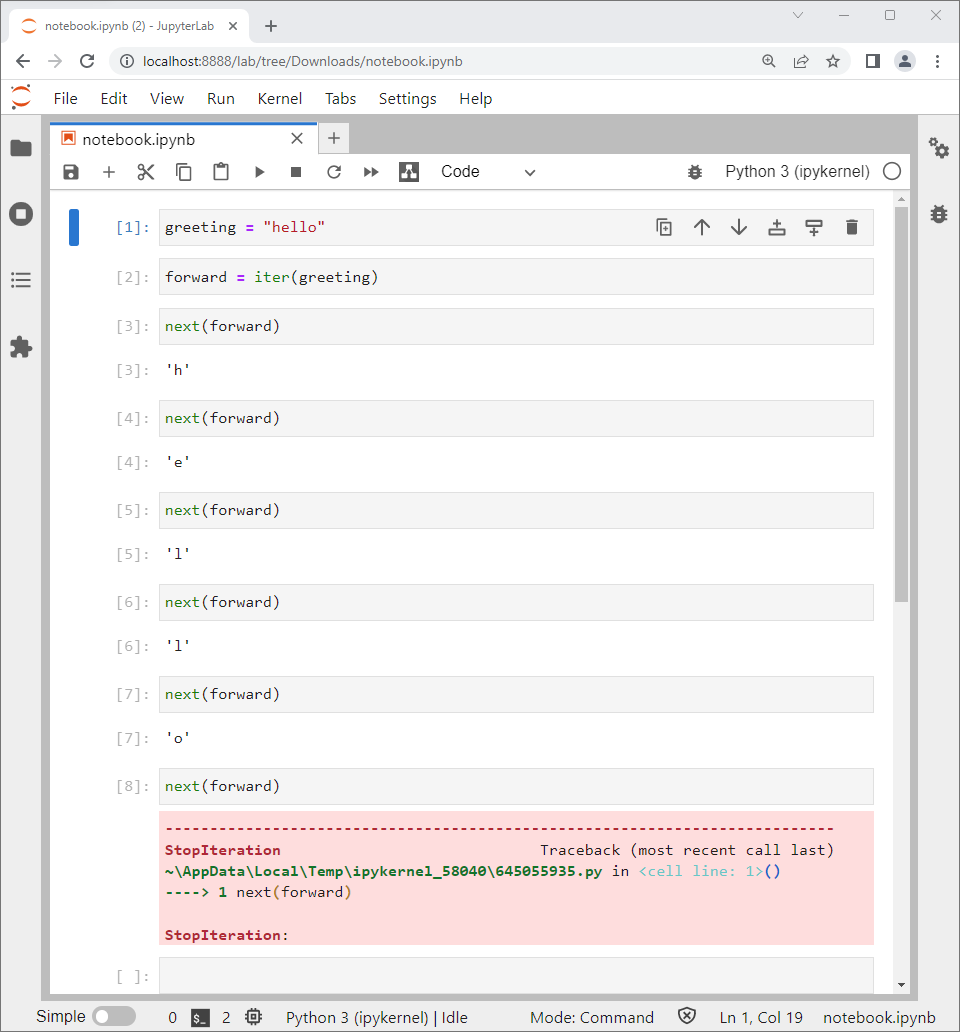 notebook.ipynb (2) - JupyterLab
localhost:8888/lab/tree/Downloads/notebook.ipynb
File Edit View Run Kernel Tabs Settings Help
notebook.ipynb
Code Python 3 (ipykernel)
[1]: greeting = "hello"
[2]: forward = iter(greeting)
[3]: next(forward)
[3]: 'h'
[4]: next(forward)
[4]: 'e'
[5]: next(forward)
[5]: 'l'
[6]: next(forward)
[6]: 'l'
[7]: next(forward)
[7]: 'o'
[8]: next(forward)
---------------------------------------------------------------------------
StopIteration Traceback (most recent call last)
~\AppData\Local\Temp\ipykernel_58040\645055935.py in <cell line: 1>()
----> 1 next(forward)
StopIteration:
[ ]:
Simple 0 $_ 2 Python 3 (ipykernel) | Idle Mode: Command Ln 1, Col 19 notebook.ipynb